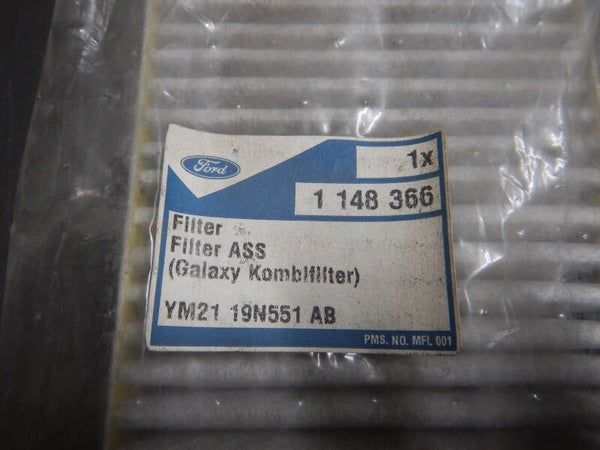 Ford
1x
1 148 366
Filter
Filter ASS
(Galaxy Kombifilter)
YM21 19N551 AB
PMS. NO. MFL 001